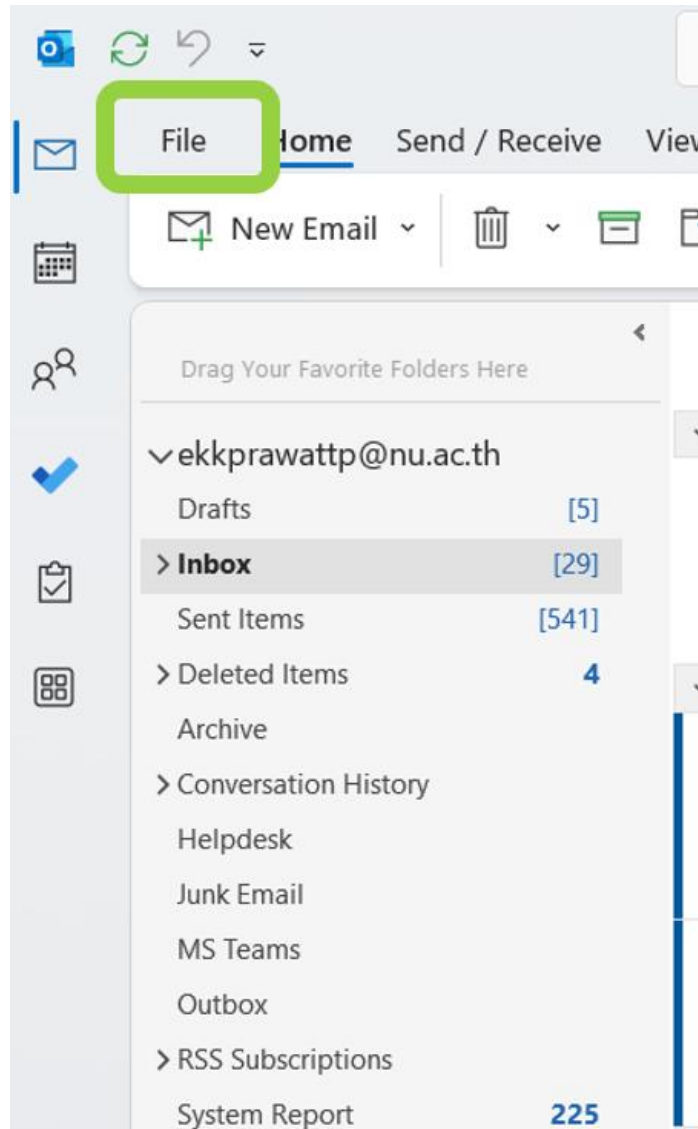 File Home Send / Receive
New Email
Drag Your Favorite Folders Here
ekkprawattp@nu.ac.th
Drafts [5]
Inbox [29]
Sent Items [541]
Deleted Items 4
Archive
Conversation History
Helpdesk
Junk Email
MS Teams
Outbox
RSS Subscriptions
System Report 225